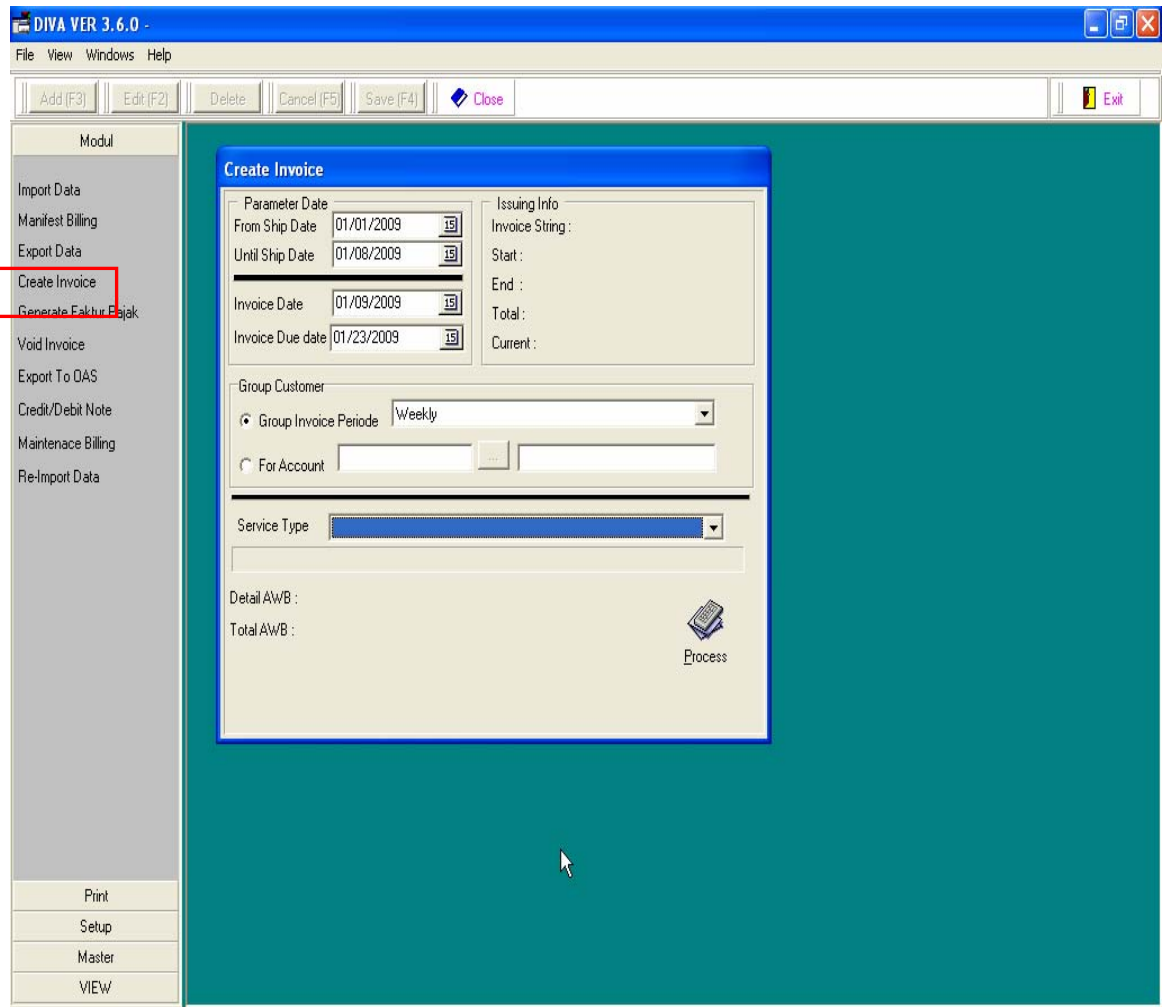 DIVA VER 3.6.0 -
File View Windows Help
Add (F3) Edit (F2) Delete Cancel (F5) Save (F4) Close Exit
Modul
Import Data
Manifest Billing
Export Data
Create Invoice
Generate Faktur Pajak
Void Invoice
Export To OAS
Credit/Debit Note
Maintenace Billing
Re-Import Data
Print
Setup
Master
VIEW
Create Invoice
Parameter Date
From Ship Date 01/01/2009 15
Until Ship Date 01/08/2009 15
Invoice Date 01/09/2009 15
Invoice Due date 01/23/2009 15
Issuing Info
Invoice String :
Start :
End :
Total :
Current :
Group Customer
Group Invoice Periode Weekly
For Account ...
Service Type
Detail AWB :
Total AWB :
Process